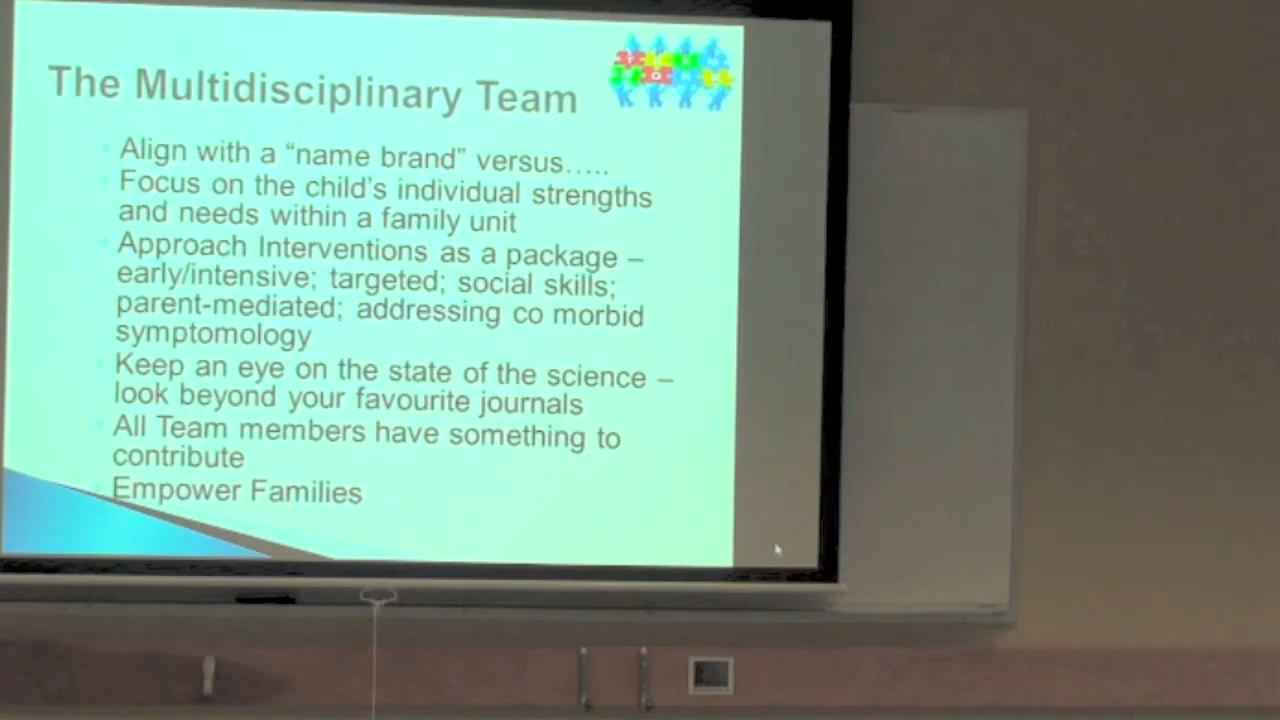 The Multidisciplinary Team
Align with a “name brand” versus…..
Focus on the child’s individual strengths
and needs within a family unit
Approach Interventions as a package –
early/intensive; targeted; social skills;
parent-mediated; addressing co morbid
symptomology
Keep an eye on the state of the science –
look beyond your favourite journals
All Team members have something to
contribute
Empower Families